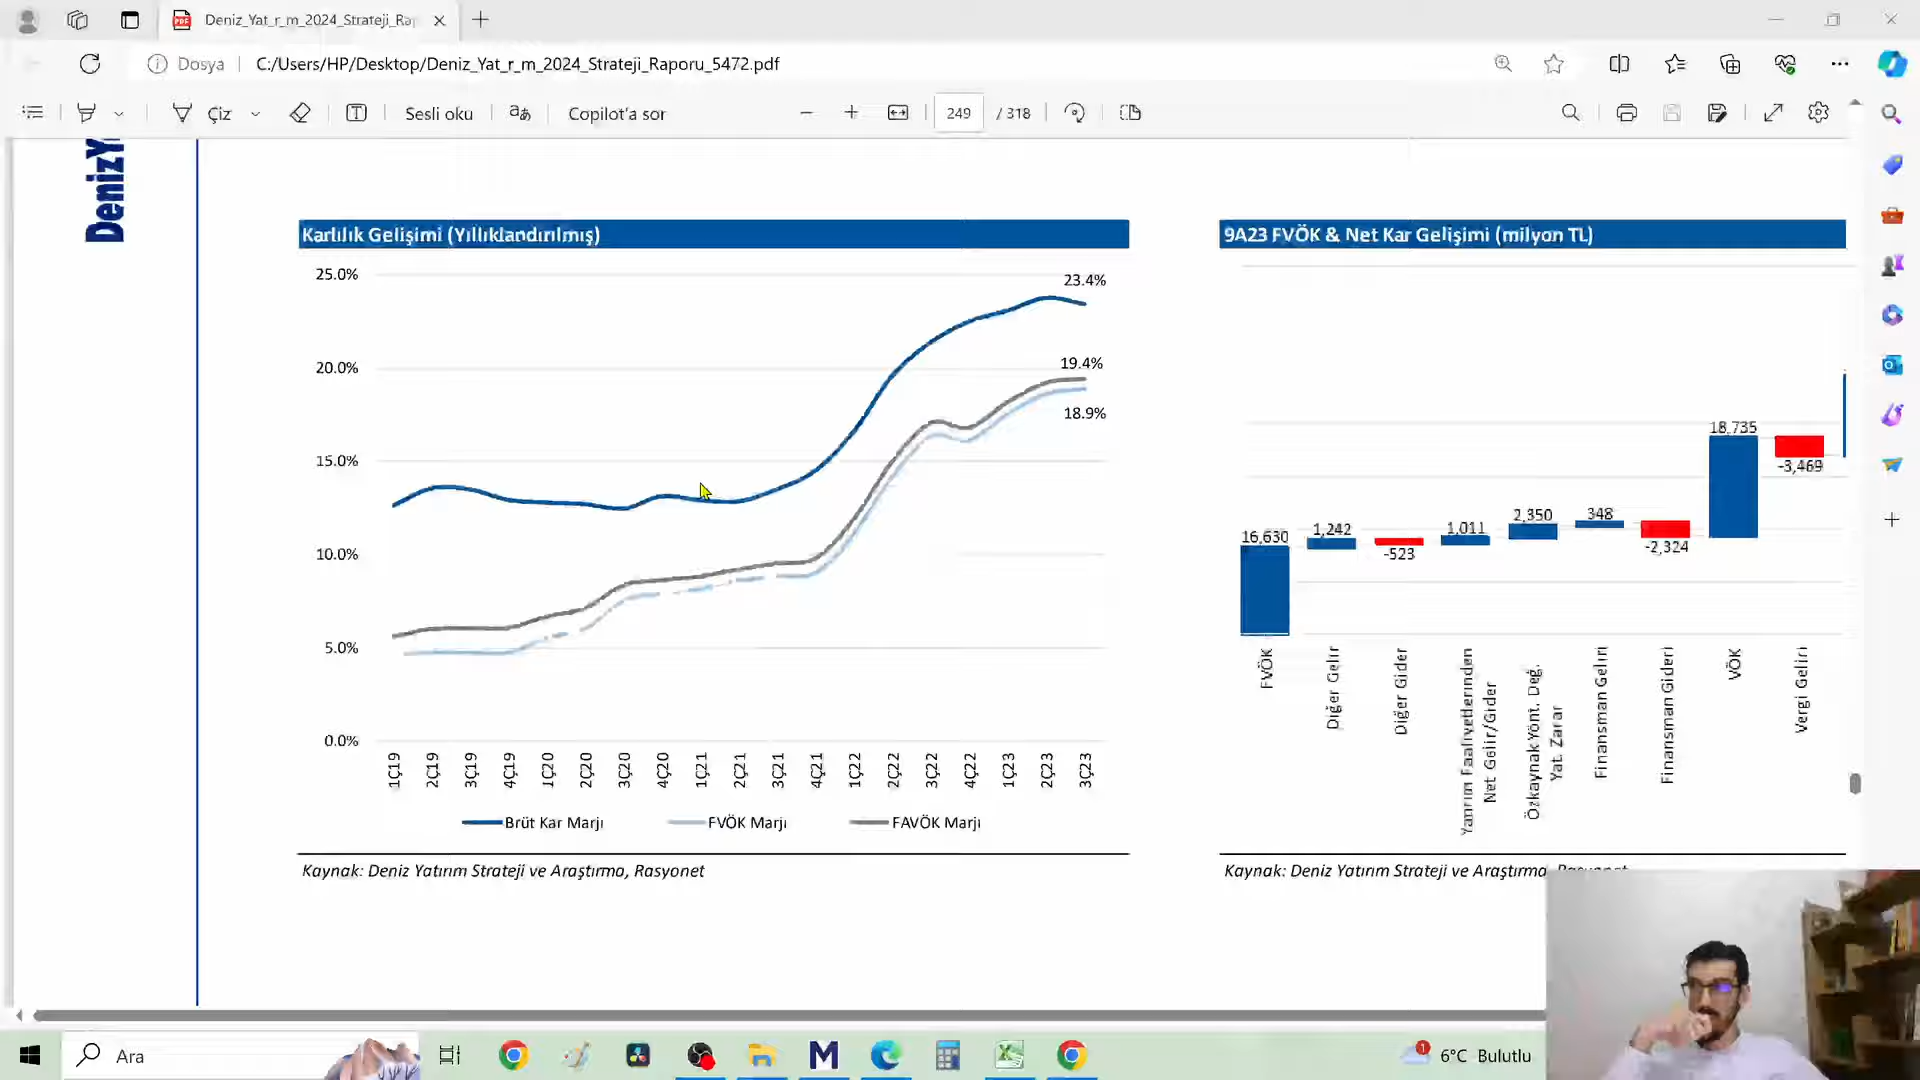 Deniz_Yat_r_m_2024_Strateji_Rap
Dosya
C:/Users/HP/Desktop/Deniz_Yat_r_m_2024_Strateji_Raporu_5472.pdf
Çiz
Sesli oku
Copilot'a sor
249
/ 318
DenizY
Karlılık Gelişimi (Yıllıklandırılmış)
25.0%
20.0%
15.0%
10.0%
5.0%
0.0%
23.4%
19.4%
18.9%
1Ç19
2Ç19
3Ç19
4Ç19
1Ç20
2Ç20
3Ç20
4Ç20
1Ç21
2Ç21
3Ç21
4Ç21
1Ç22
2Ç22
3Ç22
4Ç22
1Ç23
2Ç23
3Ç23
Brüt Kar Marjı
FVÖK Marjı
FAVÖK Marjı
Kaynak: Deniz Yatırım Strateji ve Araştırma, Rasyonet
9A23 FVÖK & Net Kar Gelişimi (milyon TL)
16,630
1,242
-523
1,011
2,350
348
-2,324
18,735
-3,469
FVÖK
Diğer Gelir
Diğer Gider
Yatırım Faaliyetlerinden
Net Gelir/Gider
Özkaynak Yönt. Değ.
Yat. Zarar
Finansman Geliri
Finansman Gideri
VÖK
Vergi Geliri
Kaynak: Deniz Yatırım Strateji ve Araştırma, Rasyonet
Ara
1
6°C Bulutlu